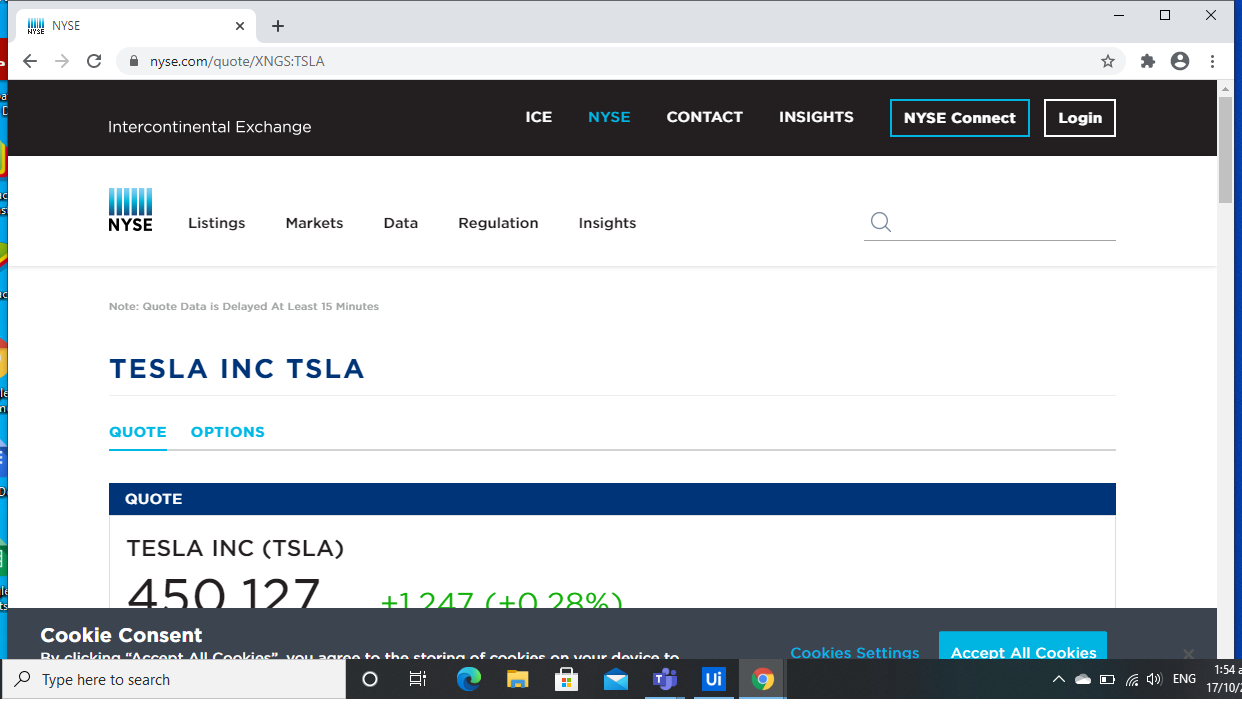 NYSE
nyse.com/quote/XNGS:TSLA
Intercontinental Exchange
ICE NYSE CONTACT INSIGHTS NYSE Connect Login
NYSE Listings Markets Data Regulation Insights
Note: Quote Data is Delayed At Least 15 Minutes
TESLA INC TSLA
QUOTE OPTIONS
QUOTE
TESLA INC (TSLA)
450.127 +1.247 (+0.28%)
Cookie Consent
By clicking “Accept All Cookies”, you agree to the storing of cookies on your device to
Cookies Settings Accept All Cookies
Type here to search
Ui
ENG
1:54 a
17/10/2